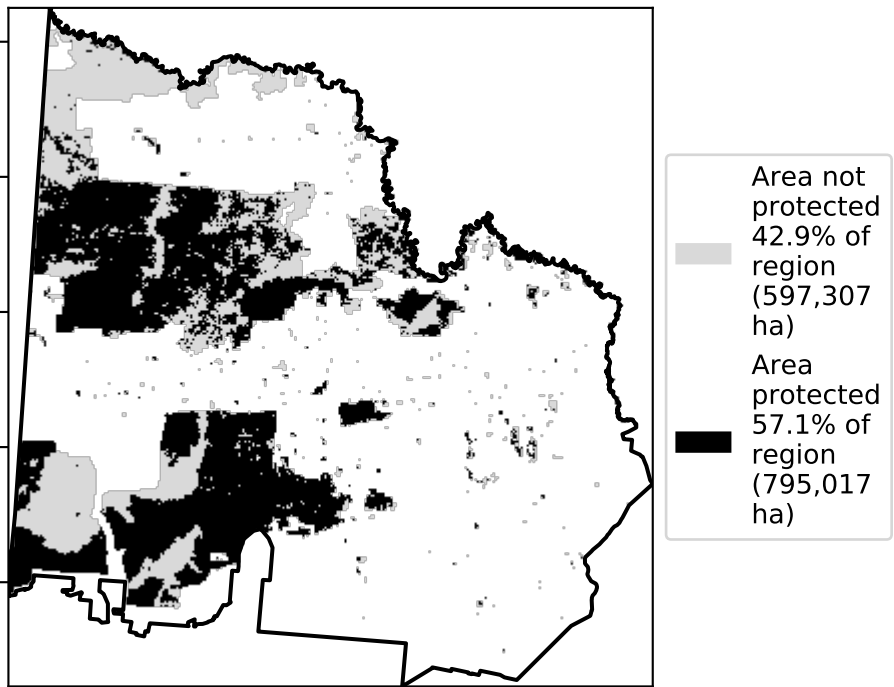 Area not
protected
42.9% of
region
(597,307
ha)
Area
protected
57.1% of
region
(795,017
ha)